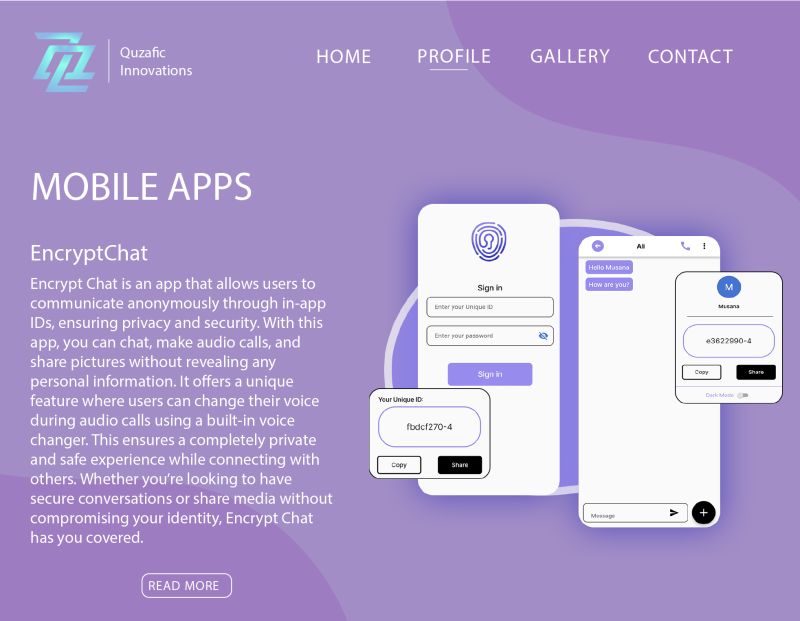 Quzafic
Innovations
HOME
PROFILE
GALLERY
CONTACT
MOBILE APPS
EncryptChat
Encrypt Chat is an app that allows users to
communicate anonymously through in-app
IDs, ensuring privacy and security. With this
app, you can chat, make audio calls, and
share pictures without revealing any
personal information. It offers a unique
feature where users can change their voice
during audio calls using a built-in voice
changer. This ensures a completely private
and safe experience while connecting with
others. Whether you're looking to have
secure conversations or share media without
compromising your identity, Encrypt Chat
has you covered.
READ MORE
Sign in
Enter your Unique ID
Enter your password
Sign in
Your Unique ID:
fbdcf270-4
Copy
Share
Ali
Hello Musana
How are you?
Message
+
M
Musana
e3622990-4
Copy
Share
Dark Mode